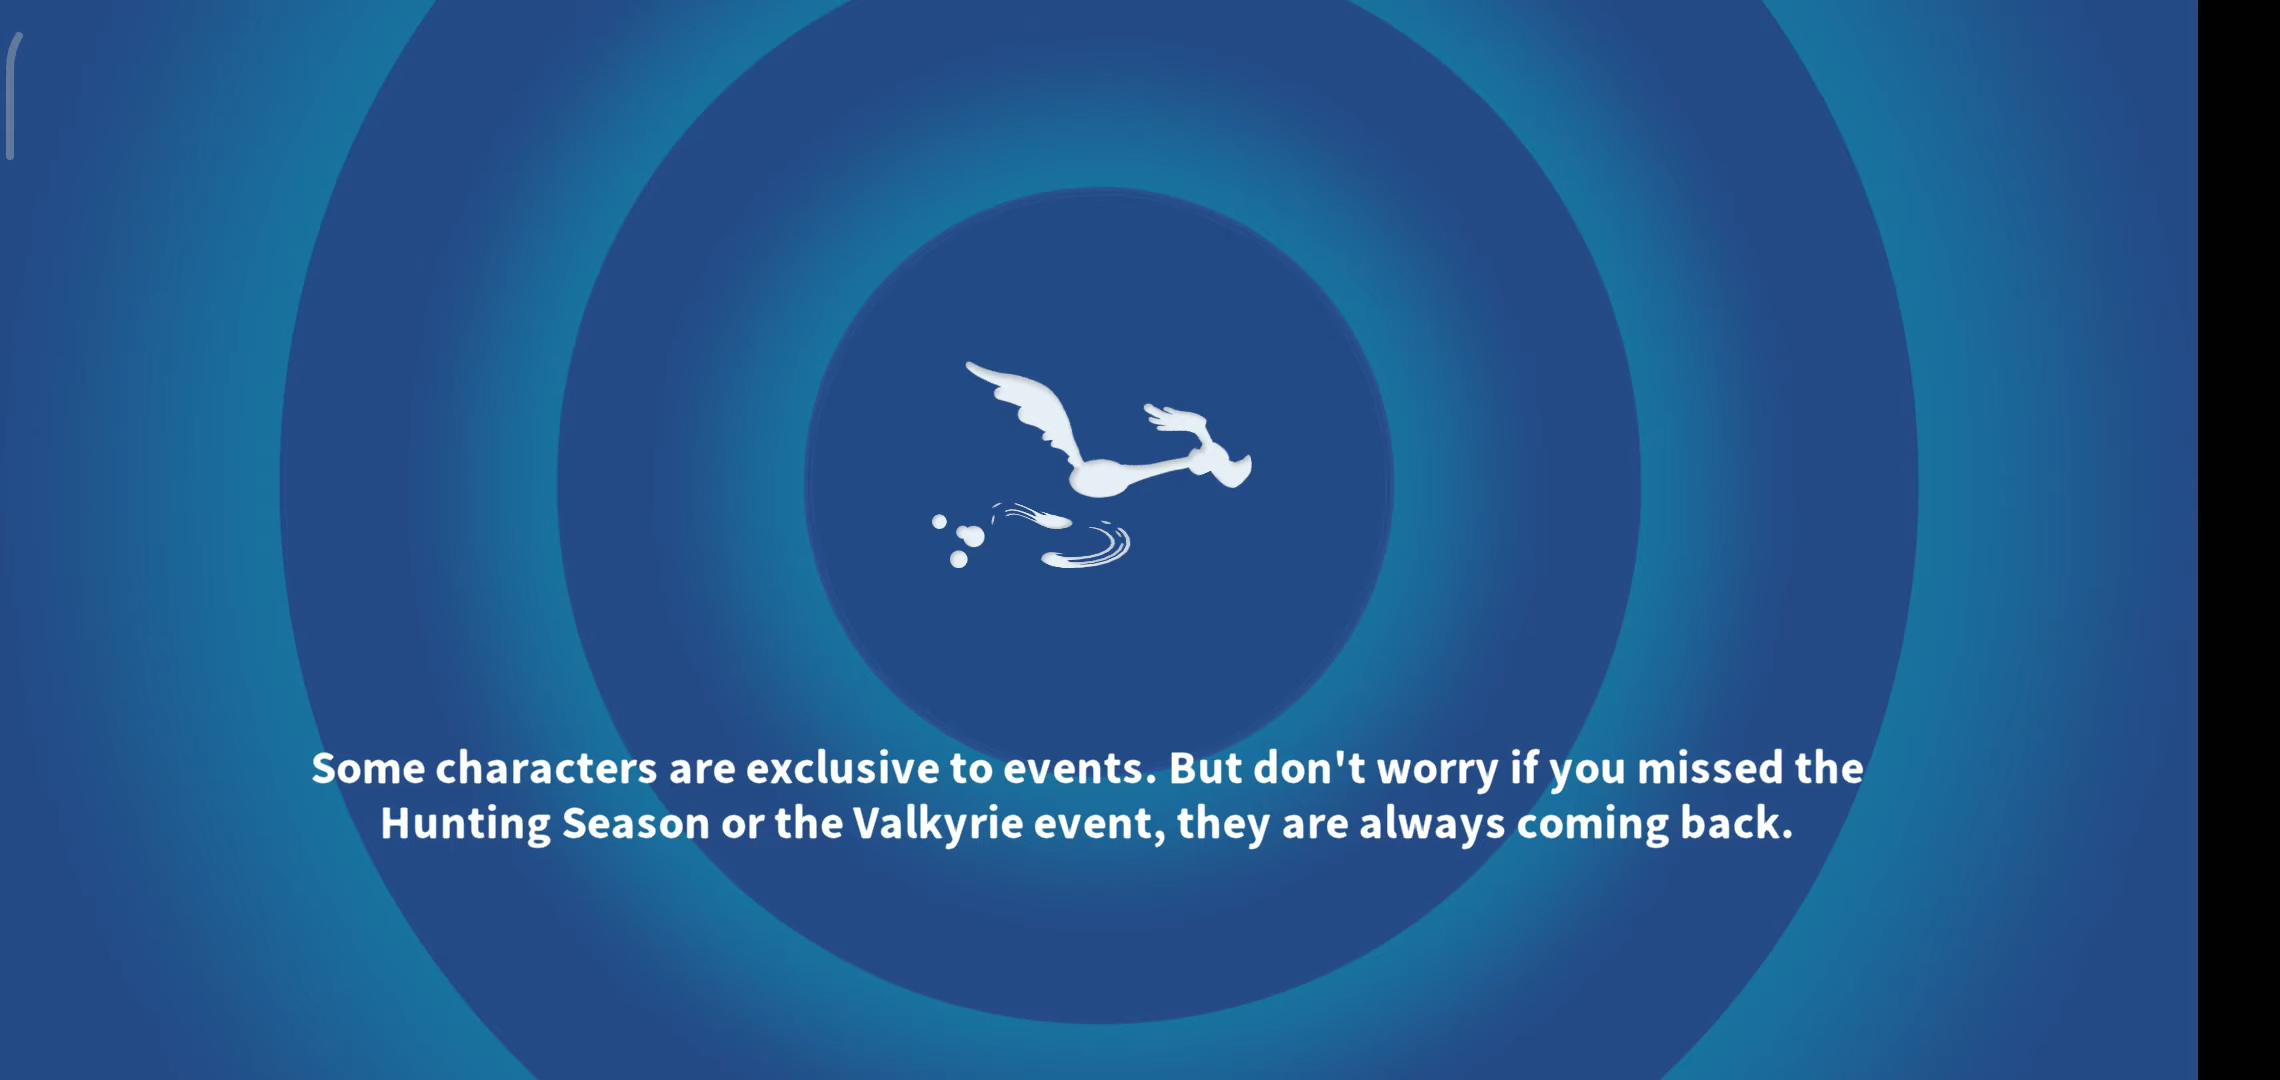 Some characters are exclusive to events. But don't worry if you missed the
Hunting Season or the Valkyrie event, they are always coming back.